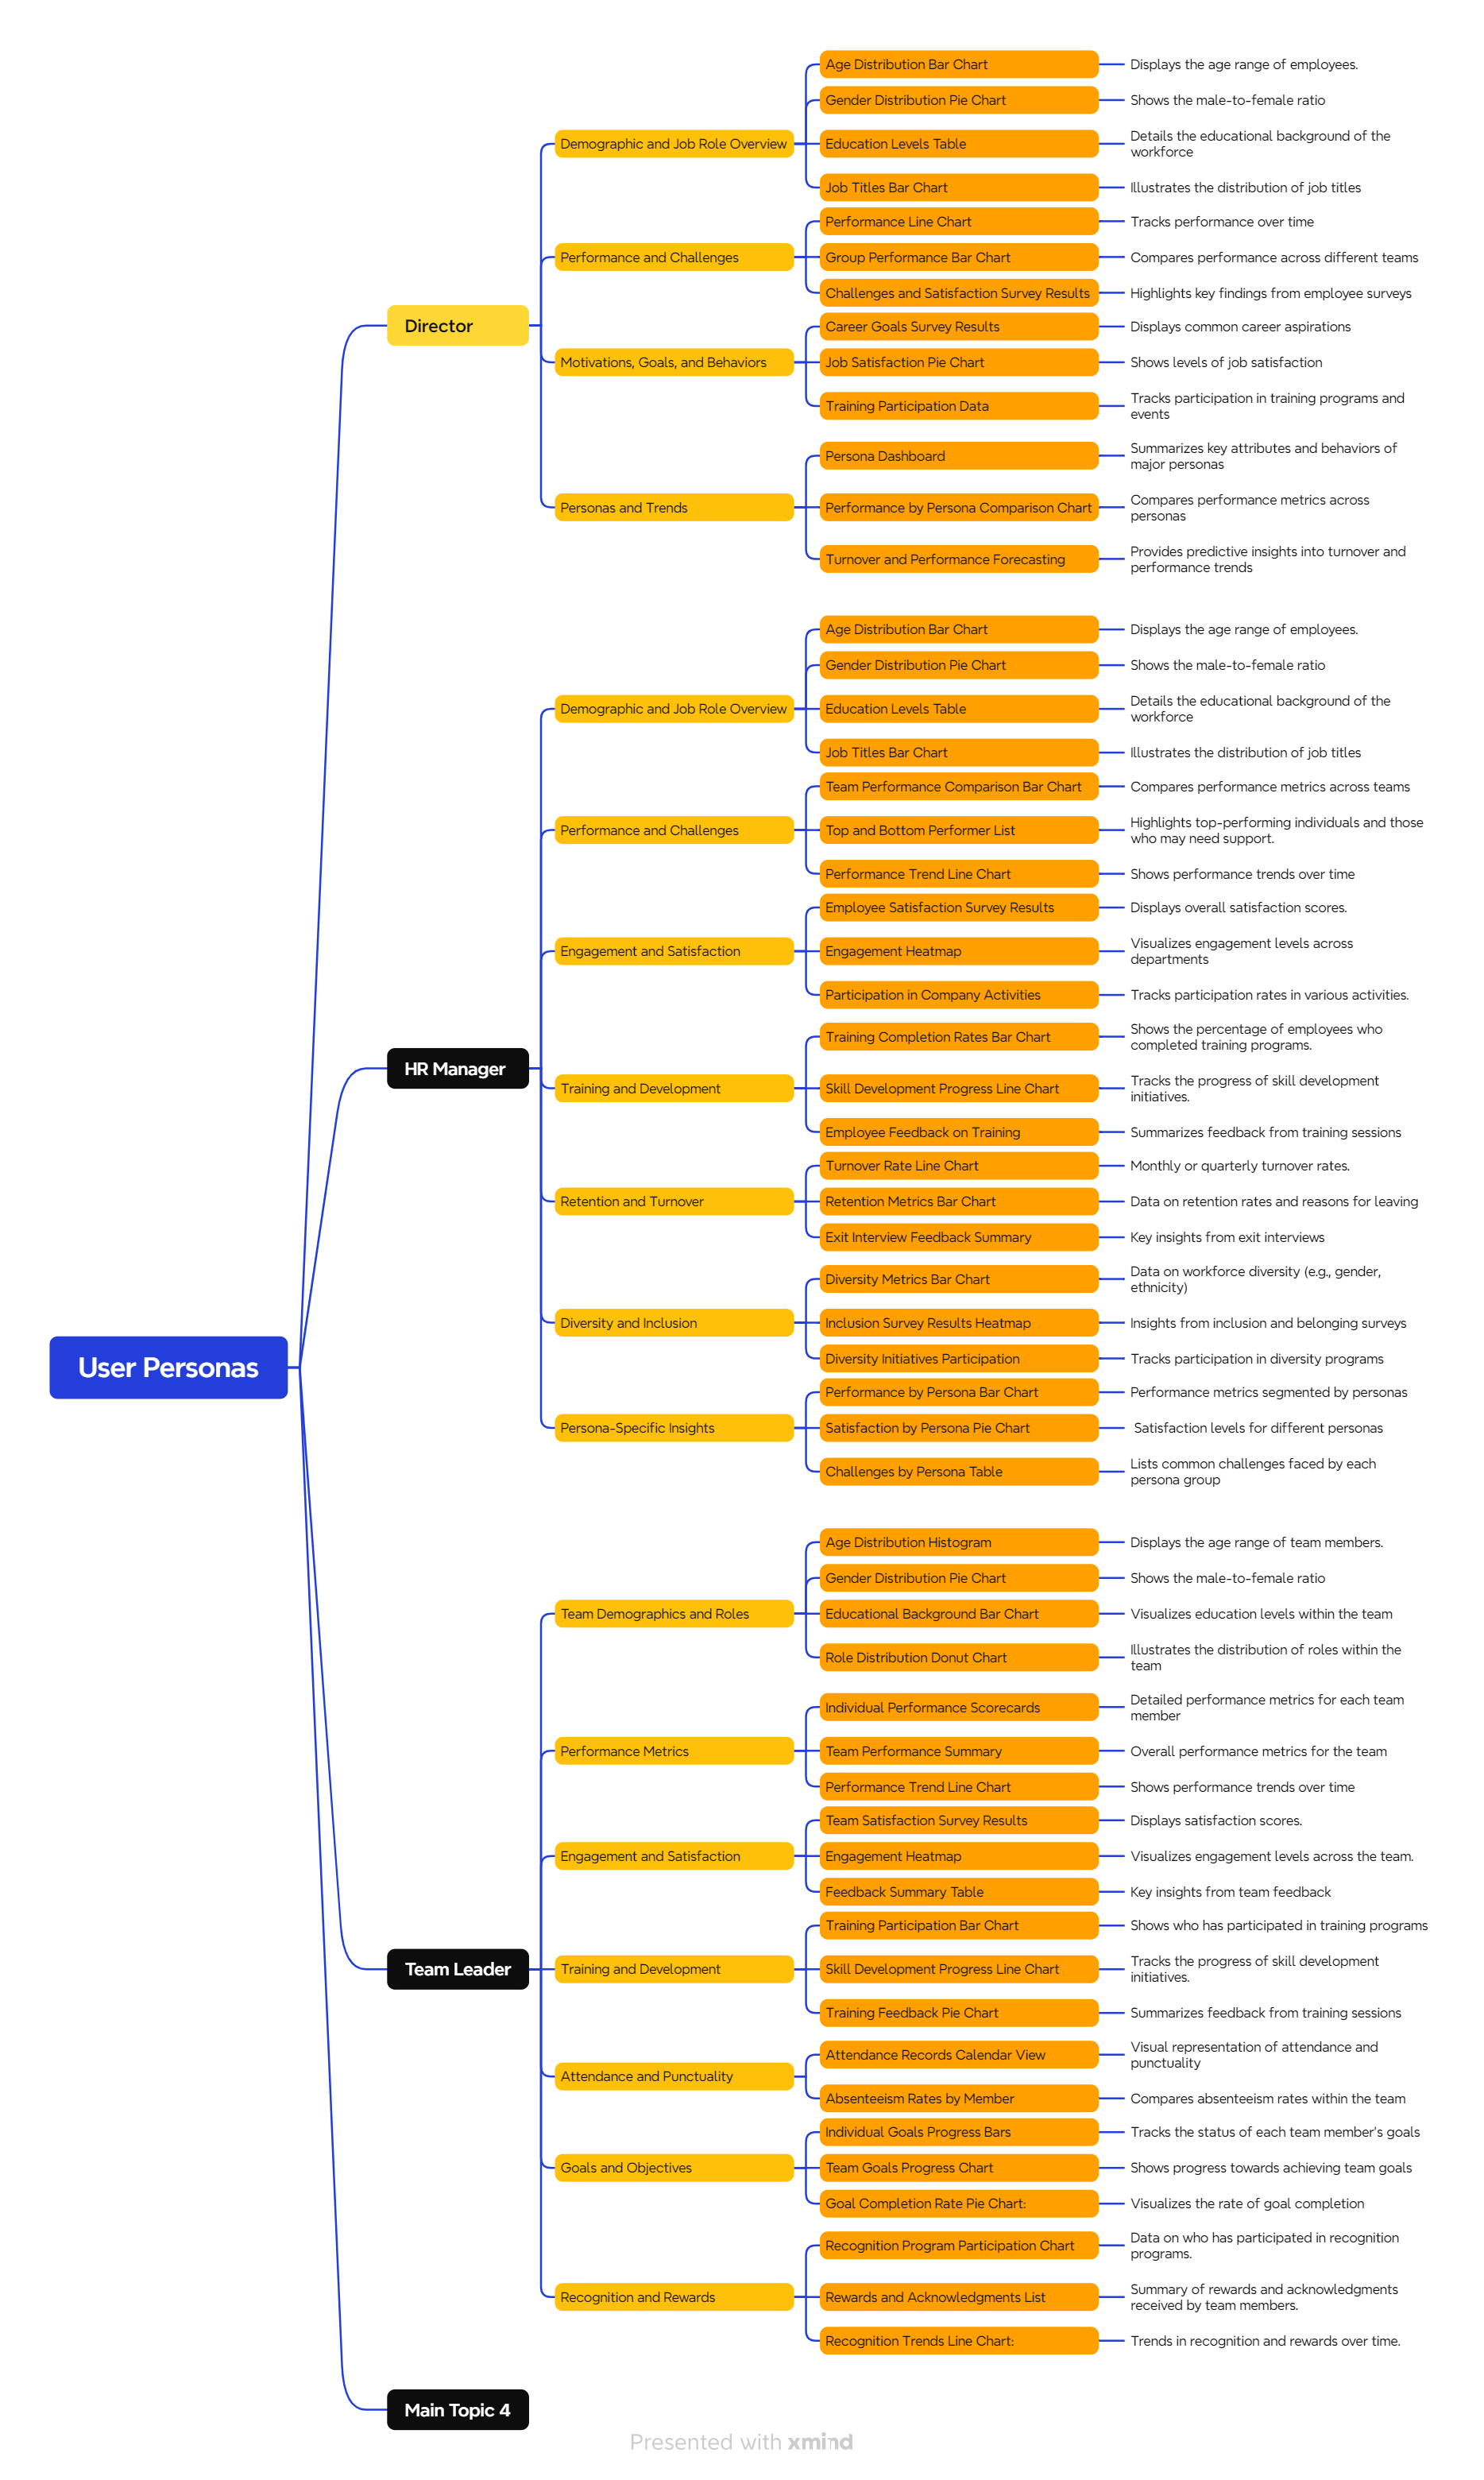 User Personas
Director
Demographic and Job Role Overview
Age Distribution Bar Chart
Displays the age range of employees.
Gender Distribution Pie Chart
Shows the male-to-female ratio
Education Levels Table
Details the educational background of the
workforce
Job Titles Bar Chart
Illustrates the distribution of job titles
Performance and Challenges
Performance Line Chart
Tracks performance over time
Group Performance Bar Chart
Compares performance across different teams
Challenges and Satisfaction Survey Results
Highlights key findings from employee surveys
Motivations, Goals, and Behaviors
Career Goals Survey Results
Displays common career aspirations
Job Satisfaction Pie Chart
Shows levels of job satisfaction
Training Participation Data
Tracks participation in training programs and
events
Personas and Trends
Persona Dashboard
Summarizes key attributes and behaviors of
major personas
Performance by Persona Comparison Chart
Compares performance metrics across
personas
Turnover and Performance Forecasting
Provides predictive insights into turnover and
performance trends
HR Manager
Demographic and Job Role Overview
Age Distribution Bar Chart
Displays the age range of employees.
Gender Distribution Pie Chart
Shows the male-to-female ratio
Education Levels Table
Details the educational background of the
workforce
Job Titles Bar Chart
Illustrates the distribution of job titles
Performance and Challenges
Team Performance Comparison Bar Chart
Compares performance metrics across teams
Top and Bottom Performer List
Highlights top-performing individuals and those
who may need support.
Performance Trend Line Chart
Shows performance trends over time
Engagement and Satisfaction
Employee Satisfaction Survey Results
Displays overall satisfaction scores.
Engagement Heatmap
Visualizes engagement levels across
departments
Participation in Company Activities
Tracks participation rates in various activities.
Training and Development
Training Completion Rates Bar Chart
Shows the percentage of employees who
completed training programs.
Skill Development Progress Line Chart
Tracks the progress of skill development
initiatives.
Employee Feedback on Training
Summarizes feedback from training sessions
Retention and Turnover
Turnover Rate Line Chart
Monthly or quarterly turnover rates.
Retention Metrics Bar Chart
Data on retention rates and reasons for leaving
Exit Interview Feedback Summary
Key insights from exit interviews
Diversity and Inclusion
Diversity Metrics Bar Chart
Data on workforce diversity (e.g., gender,
ethnicity)
Inclusion Survey Results Heatmap
Insights from inclusion and belonging surveys
Diversity Initiatives Participation
Tracks participation in diversity programs
Persona-Specific Insights
Performance by Persona Bar Chart
Performance metrics segmented by personas
Satisfaction by Persona Pie Chart
Satisfaction levels for different personas
Challenges by Persona Table
Lists common challenges faced by each
persona group
Team Leader
Team Demographics and Roles
Age Distribution Histogram
Displays the age range of team members.
Gender Distribution Pie Chart
Shows the male-to-female ratio
Educational Background Bar Chart
Visualizes education levels within the team
Role Distribution Donut Chart
Illustrates the distribution of roles within the
team
Performance Metrics
Individual Performance Scorecards
Detailed performance metrics for each team
member
Team Performance Summary
Overall performance metrics for the team
Performance Trend Line Chart
Shows performance trends over time
Engagement and Satisfaction
Team Satisfaction Survey Results
Displays satisfaction scores.
Engagement Heatmap
Visualizes engagement levels across the team.
Feedback Summary Table
Key insights from team feedback
Training and Development
Training Participation Bar Chart
Shows who has participated in training programs
Skill Development Progress Line Chart
Tracks the progress of skill development
initiatives.
Training Feedback Pie Chart
Summarizes feedback from training sessions
Attendance and Punctuality
Attendance Records Calendar View
Visual representation of attendance and
punctuality
Absenteeism Rates by Member
Compares absenteeism rates within the team
Goals and Objectives
Individual Goals Progress Bars
Tracks the status of each team member's goals
Team Goals Progress Chart
Shows progress towards achieving team goals
Goal Completion Rate Pie Chart:
Visualizes the rate of goal completion
Recognition and Rewards
Recognition Program Participation Chart
Data on who has participated in recognition
programs.
Rewards and Acknowledgments List
Summary of rewards and acknowledgments
received by team members.
Recognition Trends Line Chart:
Trends in recognition and rewards over time.
Main Topic 4
Presented with xmind